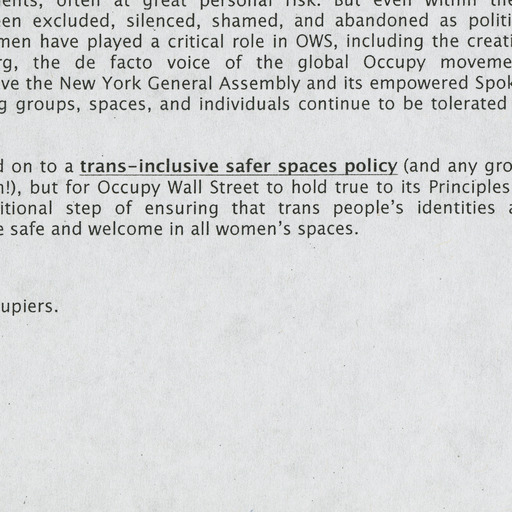 ents, often at great personal risk. But even within the
en excluded, silenced, shamed, and abandoned as politi
men have played a critical role in OWS, including the creati
rg, the de facto voice of the global Occupy moveme
ve the New York General Assembly and its empowered Spok
g groups, spaces, and individuals continue to be tolerated
d on to a trans-inclusive safer spaces policy (and any gro
n!), but for Occupy Wall Street to hold true to its Principles
itional step of ensuring that trans people's identities a
e safe and welcome in all women's spaces.
upiers.